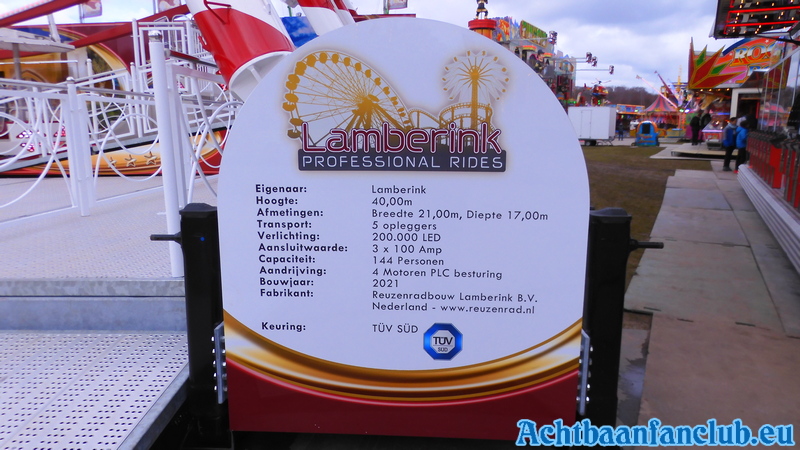 Lamberink
PROFESSIONAL RIDES
Eigenaar: Lamberink
Hoogte: 40,00m
Afmetingen: Breedte 21,00m, Diepte 17,00m
Transport: 5 opleggers
Verlichting: 200.000 LED
Aansluitwaarde: 3 x 100 Amp
Capaciteit: 144 Personen
Aandrijving: 4 Motoren PLC besturing
Bouwjaar: 2021
Fabrikant: Reuzenradbouw Lamberink B.V.
Nederland - www.reuzenrad.nl
Keuring: TÜV SÜD
TÜV
SÜD
Achtbaanfanclub.eu